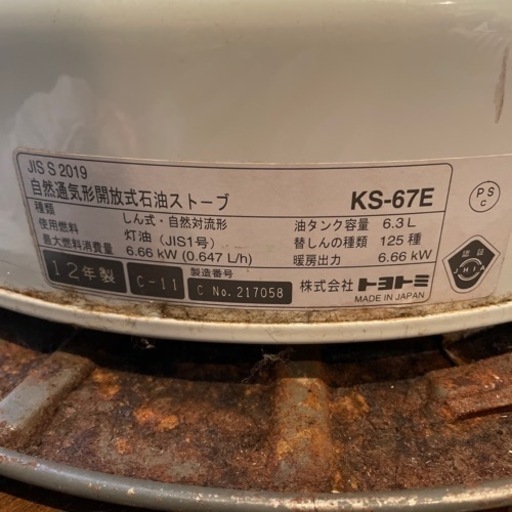 JIS S 2019
自然通気形開放式石油ストーブ KS-67E
種類 しん式・自然対流形 油タンク容量 6.3 L
使用燃料 灯油（JIS1号） 替しんの種類 125 種
最大燃料消費量 6.66 kW (0.647 L/h) 暖房出力 6.66 kW
12年製 C-11 製造番号 C No. 217058 株式会社 トヨトミ
MADE IN JAPAN
PS
C
認証
JHIA